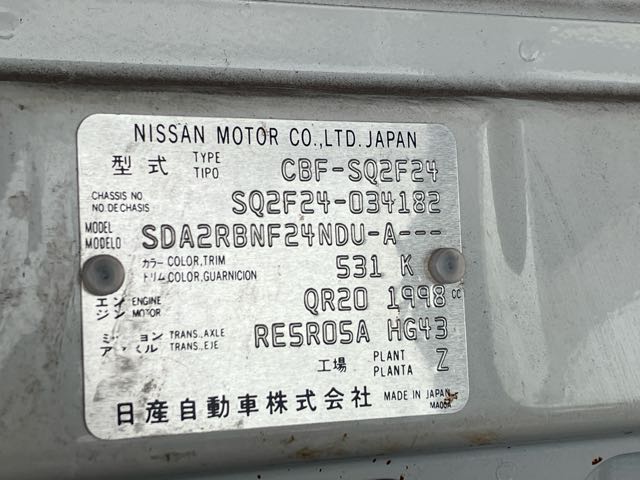 NISSAN MOTOR CO.,LTD. JAPAN
型式 TYPE TIPO CBF-SQ2F24
CHASSIS NO. NO. DE CHASIS SQ2F24-034182
MODEL MODELO SDA2RBNF24NDU-A---
カラー COLOR, TRIM トリム COLOR, GUARNICION 531 K
エンジン ENGINE MOTOR QR20 1998 cc
ミッション アクスル TRANS., AXLE TRANS., EJE RE5R05A HG43
工場 PLANT PLANTA Z
日産自動車株式会社 MADE IN JAPAN
MA00A